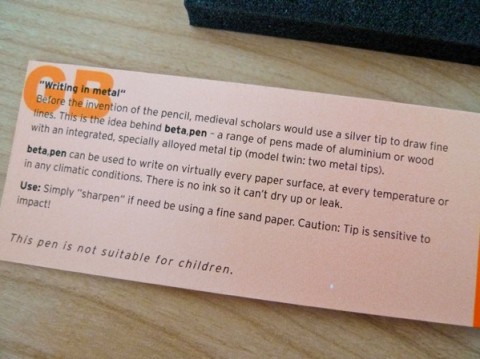 GB
"Writing in metal"
Before the invention of the pencil, medieval scholars would use a silver tip to draw fine
lines. This is the idea behind beta.pen – a range of pens made of aluminium or wood
with an integrated, specially alloyed metal tip (model twin: two metal tips).
beta.pen can be used to write on virtually every paper surface, at every temperature or
in any climatic conditions. There is no ink so it can't dry up or leak.
Use: Simply "sharpen" if need be using a fine sand paper. Caution: Tip is sensitive to
impact!
This pen is not suitable for children.